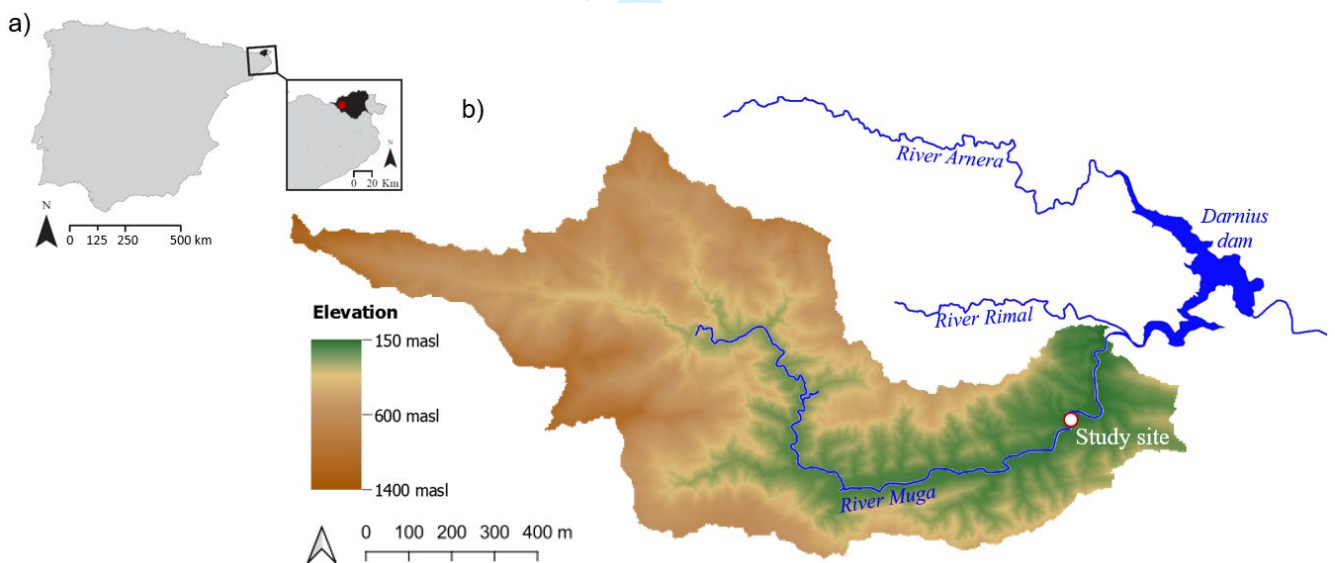 a)
N
0 125 250 500 km
N
0 20 Km
b)
River Arnera
Darnius
dam
River Rimal
Elevation
150 masl
600 masl
1400 masl
Study site
River Muga
0 100 200 300 400 m